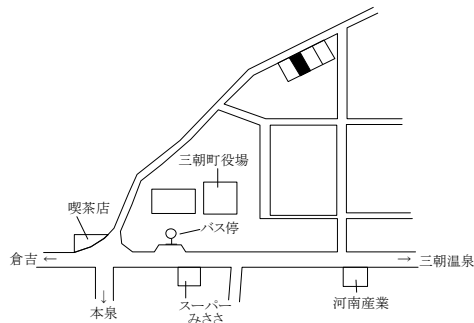 三朝町役場
喫茶店
バス停
倉吉 ←
→ 三朝温泉
↓
本泉
スーパー
みささ
河南産業